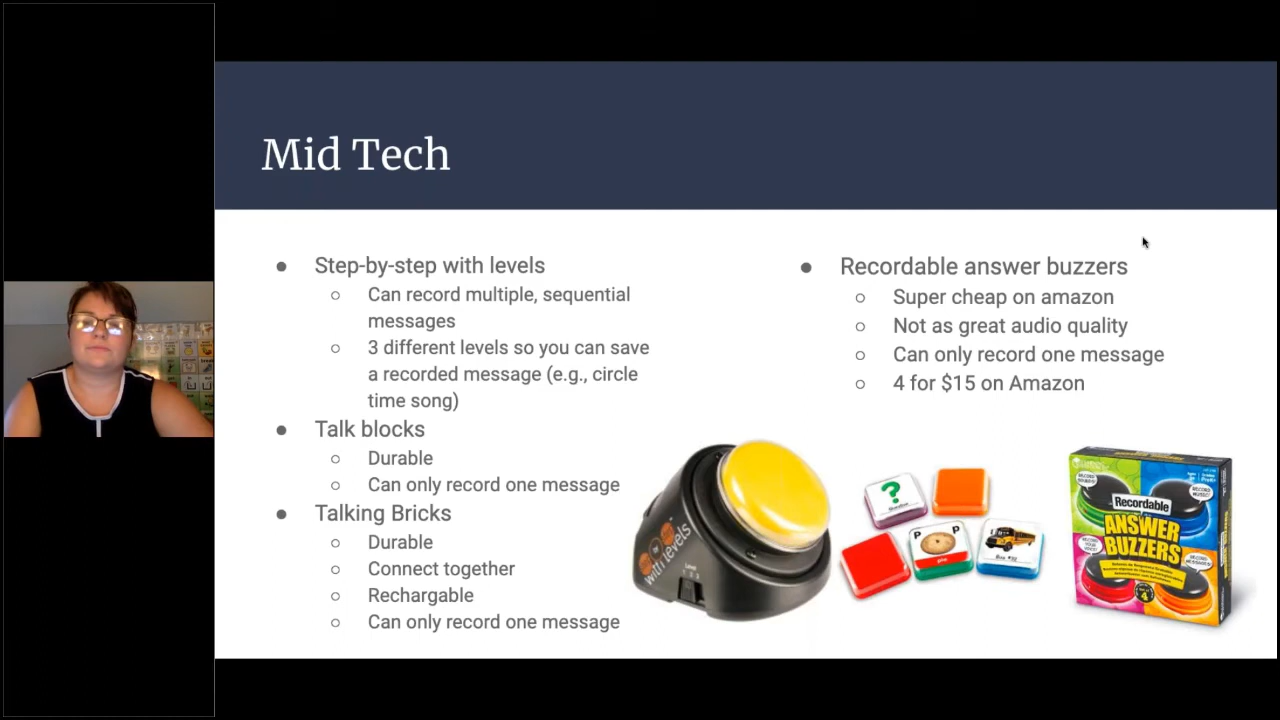 Mid Tech
● Step-by-step with levels
○ Can record multiple, sequential
messages
○ 3 different levels so you can save
a recorded message (e.g., circle
time song)
● Talk blocks
○ Durable
○ Can only record one message
● Talking Bricks
○ Durable
○ Connect together
○ Rechargable
○ Can only record one message
● Recordable answer buzzers
○ Super cheap on amazon
○ Not as great audio quality
○ Can only record one message
○ 4 for $15 on Amazon
with levels
Level
?
P P
Recordable
ANSWER
BUZZERS
4